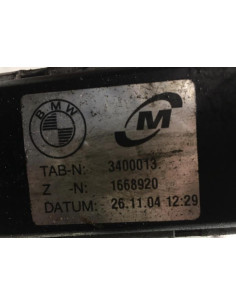 BMW
M
TAB-N: 3400013
Z -N: 1668920
DATUM: 26.11.04 12:29